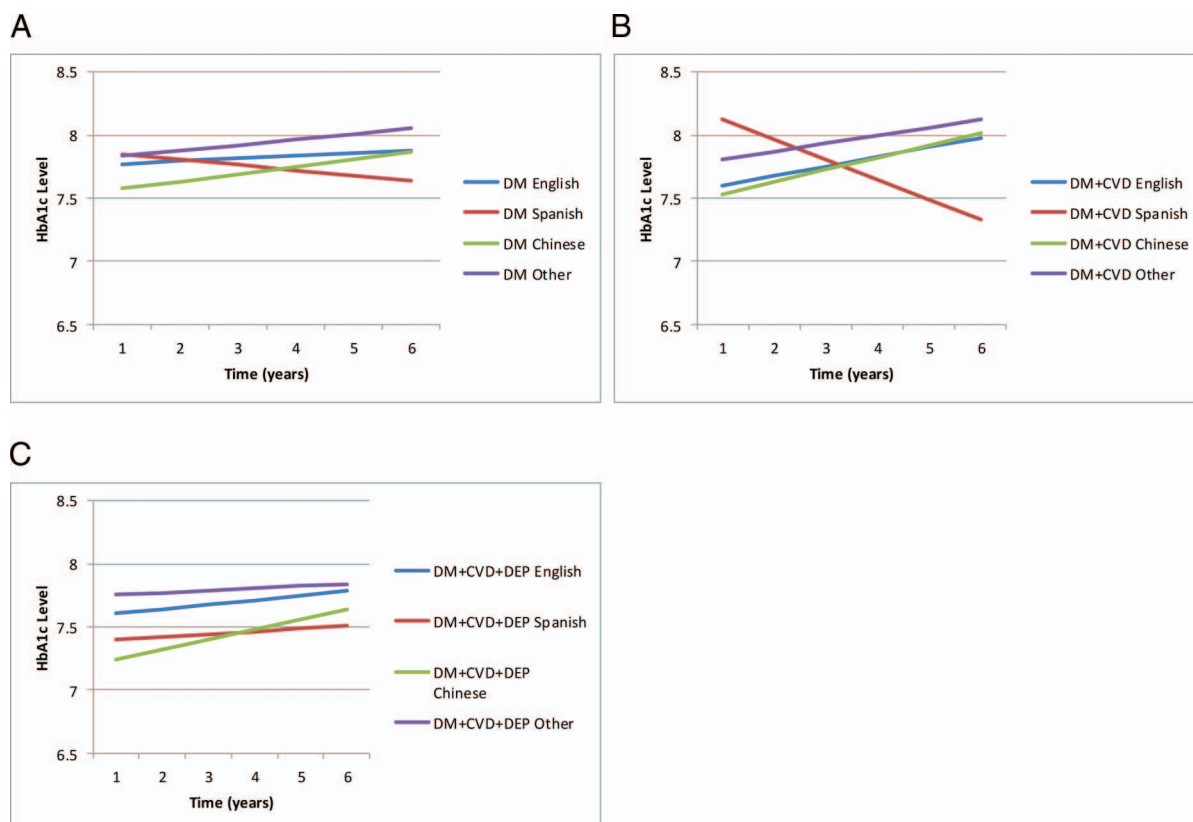 A
8.5
8
7.5
7
6.5
HbA1c Level
1 2 3 4 5 6
Time (years)
DM English
DM Spanish
DM Chinese
DM Other
B
8.5
8
7.5
7
6.5
HbA1c Level
1 2 3 4 5 6
Time (years)
DM+CVD English
DM+CVD Spanish
DM+CVD Chinese
DM+CVD Other
C
8.5
8
7.5
7
6.5
HbA1c Level
1 2 3 4 5 6
Time (years)
DM+CVD+DEP English
DM+CVD+DEP Spanish
DM+CVD+DEP
Chinese
DM+CVD+DEP Other